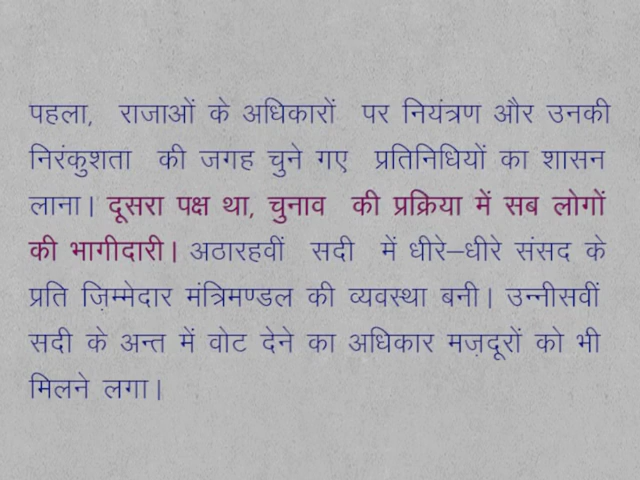 पहला, राजाओं के अधिकारों पर नियंत्रण और उनकी
निरंकुशता की जगह चुने गए प्रतिनिधियों का शासन
लाना। दूसरा पक्ष था, चुनाव की प्रक्रिया में सब लोगों
की भागीदारी। अठारहवीं सदी में धीरे–धीरे संसद के
प्रति ज़िम्मेदार मंत्रिमण्डल की व्यवस्था बनी। उन्नीसवीं
सदी के अन्त में वोट देने का अधिकार मज़दूरों को भी
मिलने लगा।